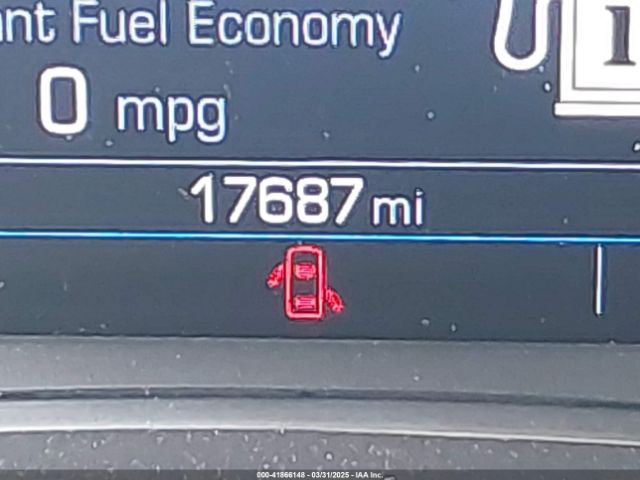 nt Fuel Economy
0 mpg
17687 mi
000-41866148 - 03/31/2025 - IAA Inc.